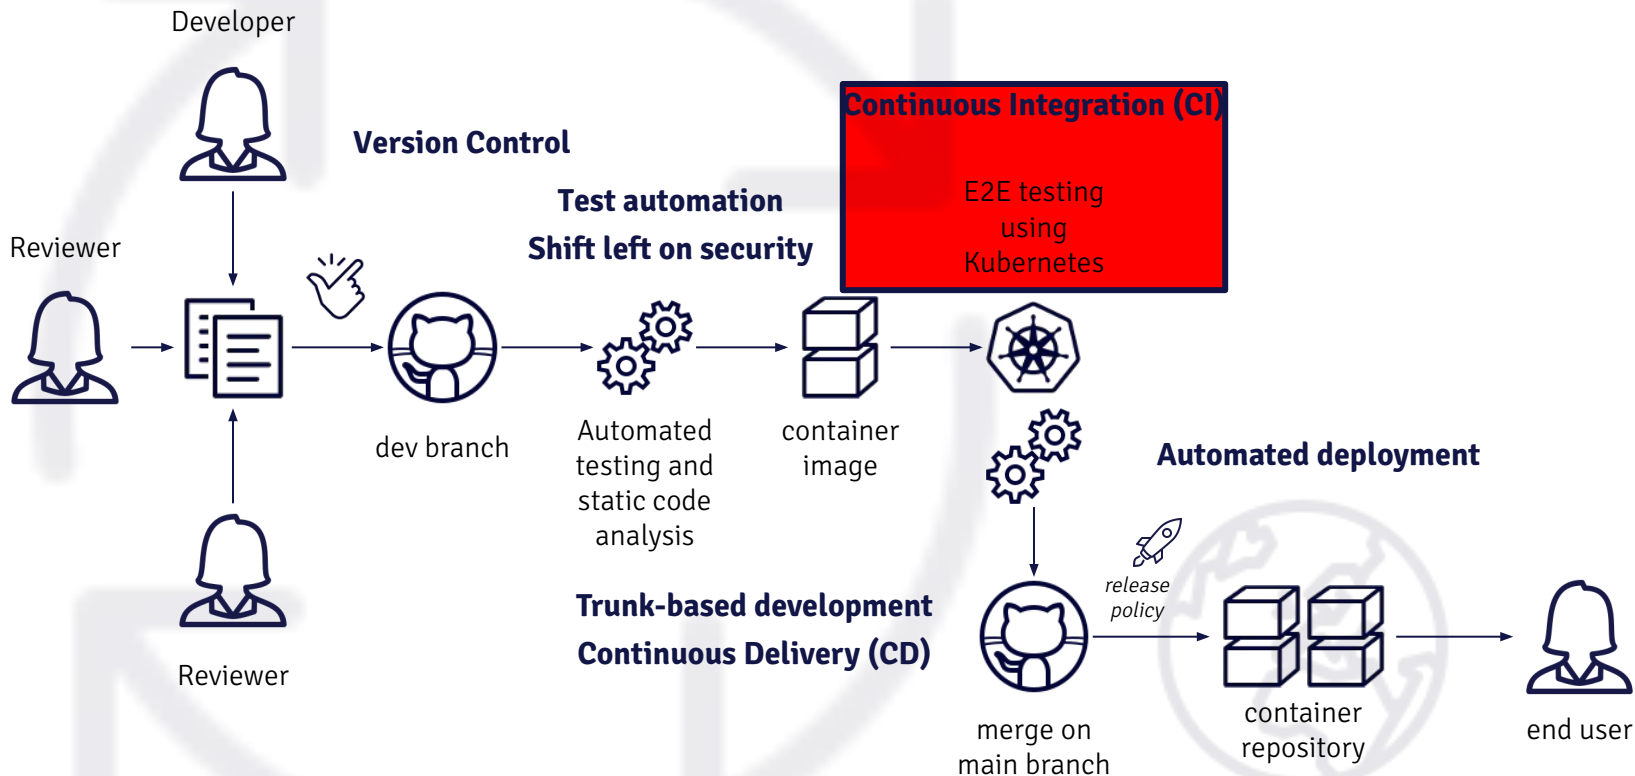 Developer
Version Control
Continuous Integration (CI)
Test automation
Shift left on security
E2E testing
using
Kubernetes
Reviewer
dev branch
Automated
testing and
static code
analysis
container
image
Automated deployment
Reviewer
Trunk-based development
Continuous Delivery (CD)
release
policy
merge on
main branch
container
repository
end user